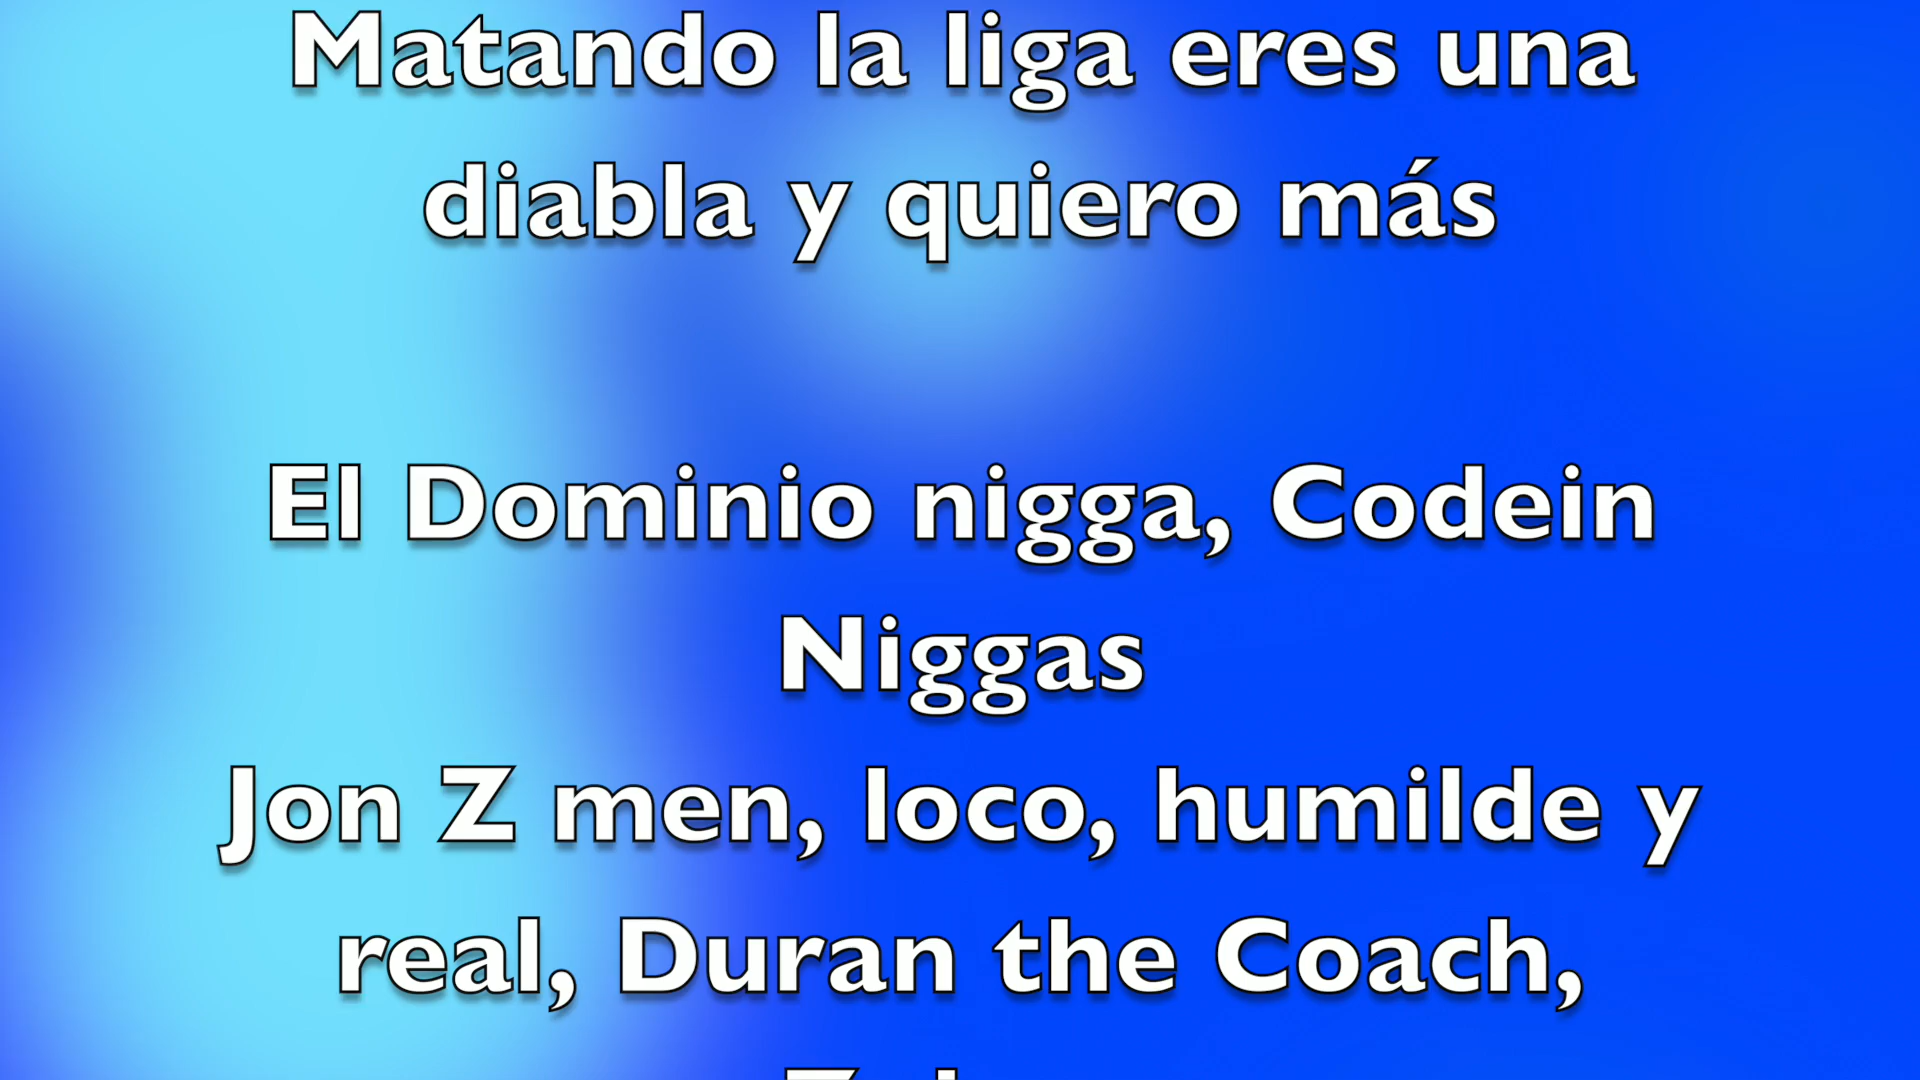 Matando la liga eres una
diabla y quiero más
El Dominio nigga, Codein
Niggas
Jon Z men, loco, humilde y
real, Duran the Coach,